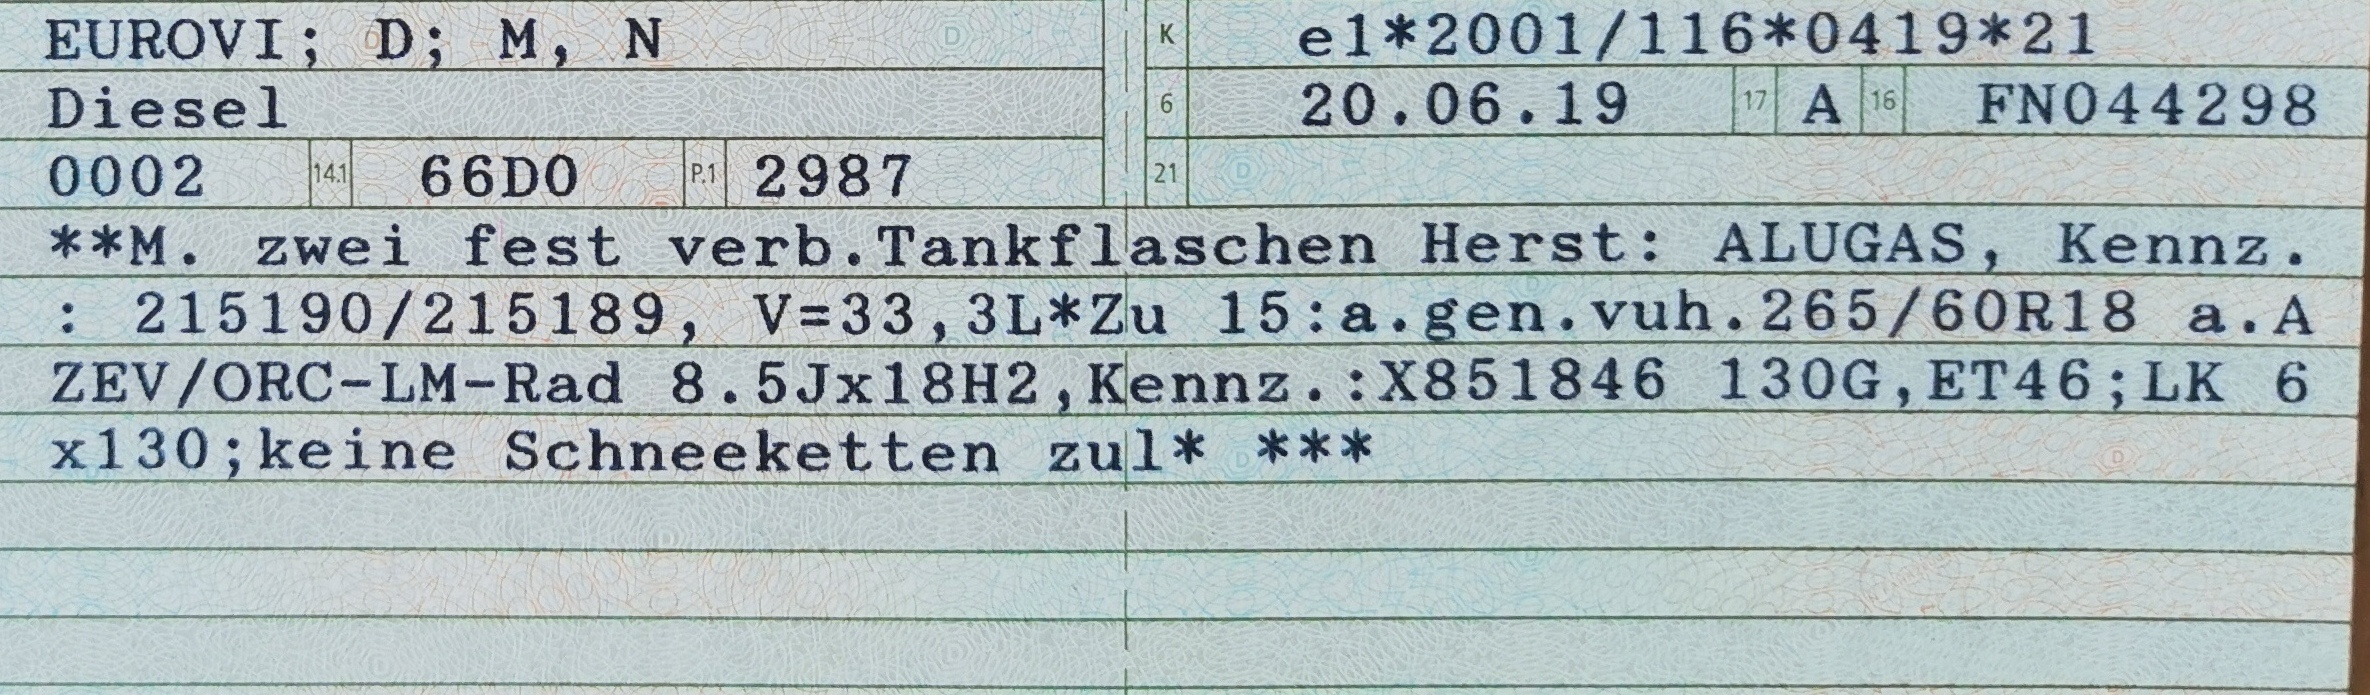 EUROVI; D; M, N K e1*2001/116*0419*21
Diesel 6 20.06.19 17 A 16 FN044298
0002 14.1 66D0 P.1 2987 21
**M. zwei fest verb.Tankflaschen Herst: ALUGAS, Kennz.
: 215190/215189, V=33,3L*Zu 15:a.gen.vuh.265/60R18 a.A
ZEV/ORC-LM-Rad 8.5Jx18H2,Kennz.:X851846 130G,ET46;LK 6
x130;keine Schneeketten zul* ***